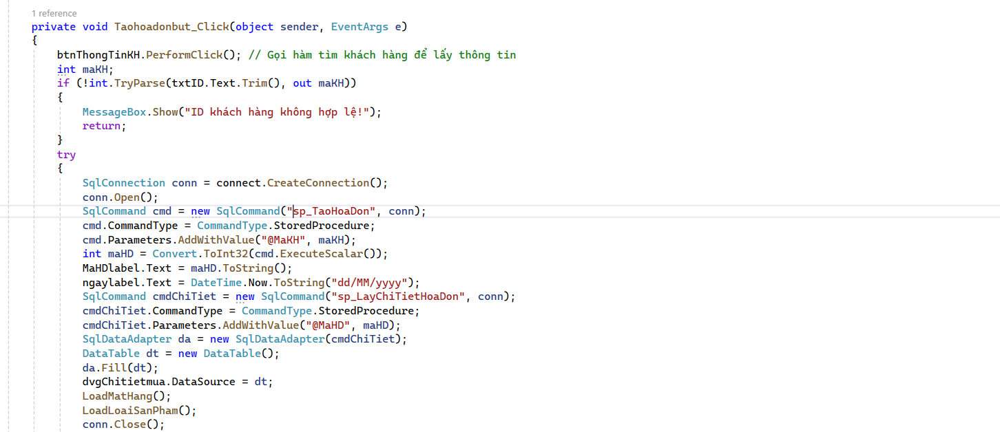 1 reference
private void Taohoadonbut_Click(object sender, EventArgs e)
{
btnThongTinKH.PerformClick(); // Gọi hàm tìm khách hàng để lấy thông tin
int maKH;
if (!int.TryParse(txtID.Text.Trim(), out maKH))
{
MessageBox.Show("ID khách hàng không hợp lệ!");
return;
}
try
{
SqlConnection conn = connect.CreateConnection();
conn.Open();
SqlCommand cmd = new SqlCommand("sp_TaoHoaDon", conn);
cmd.CommandType = CommandType.StoredProcedure;
cmd.Parameters.AddWithValue("@MaKH", maKH);
int maHD = Convert.ToInt32(cmd.ExecuteScalar());
MaHDlabel.Text = maHD.ToString();
ngaylabel.Text = DateTime.Now.ToString("dd/MM/yyyy");
SqlCommand cmdChiTiet = new SqlCommand("sp_LayChiTietHoaDon", conn);
cmdChiTiet.CommandType = CommandType.StoredProcedure;
cmdChiTiet.Parameters.AddWithValue("@MaHD", maHD);
SqlDataAdapter da = new SqlDataAdapter(cmdChiTiet);
DataTable dt = new DataTable();
da.Fill(dt);
dvgChitietmua.DataSource = dt;
LoadMatHang();
LoadLoaiSanPham();
conn.Close();